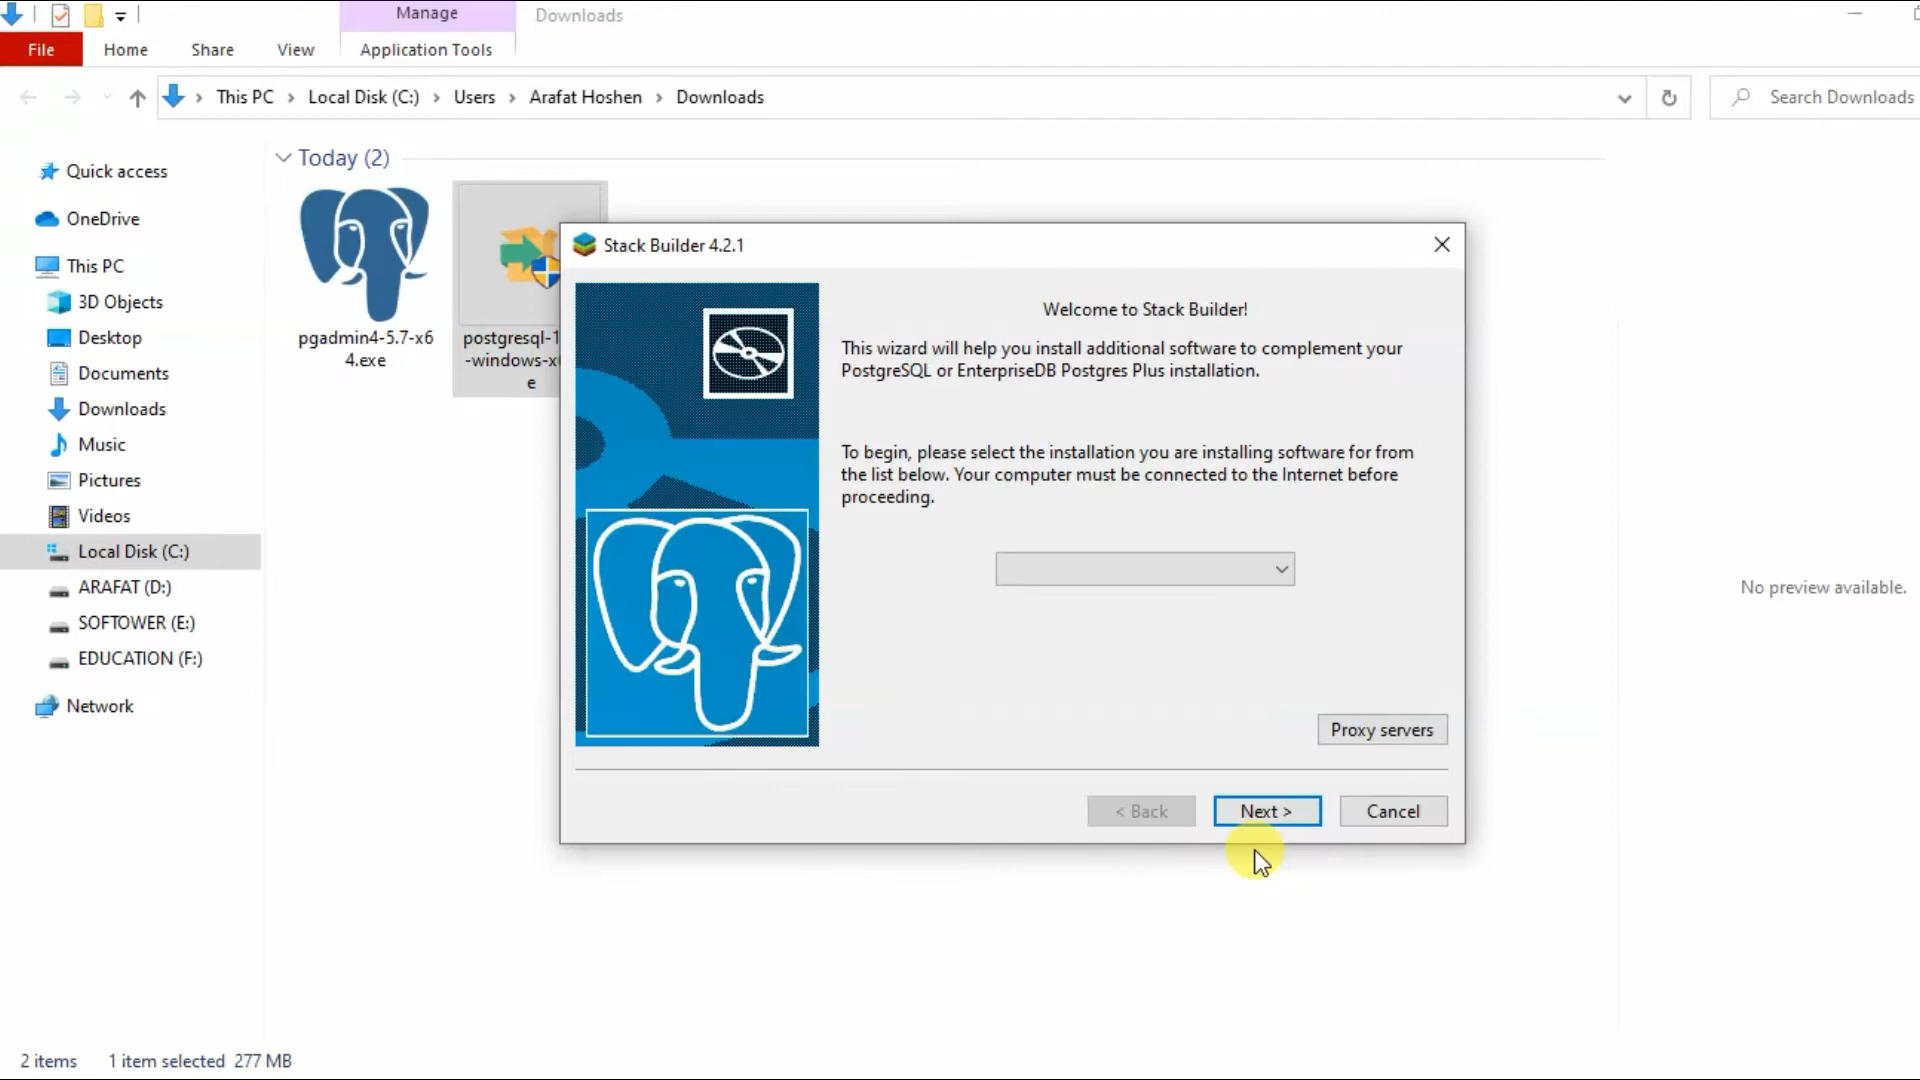 Manage
Downloads
File
Home
Share
View
Application Tools
This PC
Local Disk (C:)
Users
Arafat Hoshen
Downloads
Search Downloads
Quick access
OneDrive
This PC
3D Objects
Desktop
Documents
Downloads
Music
Pictures
Videos
Local Disk (C:)
ARAFAT (D:)
SOFTOWER (E:)
EDUCATION (F:)
Network
Today (2)
pgadmin4-5.7-x6
4.exe
postgresql-1
-windows-x
e
Stack Builder 4.2.1
Welcome to Stack Builder!
This wizard will help you install additional software to complement your
PostgreSQL or EnterpriseDB Postgres Plus installation.
To begin, please select the installation you are installing software for from
the list below. Your computer must be connected to the Internet before
proceeding.
Proxy servers
< Back
Next >
Cancel
No preview available.
2 items
1 item selected 277 MB